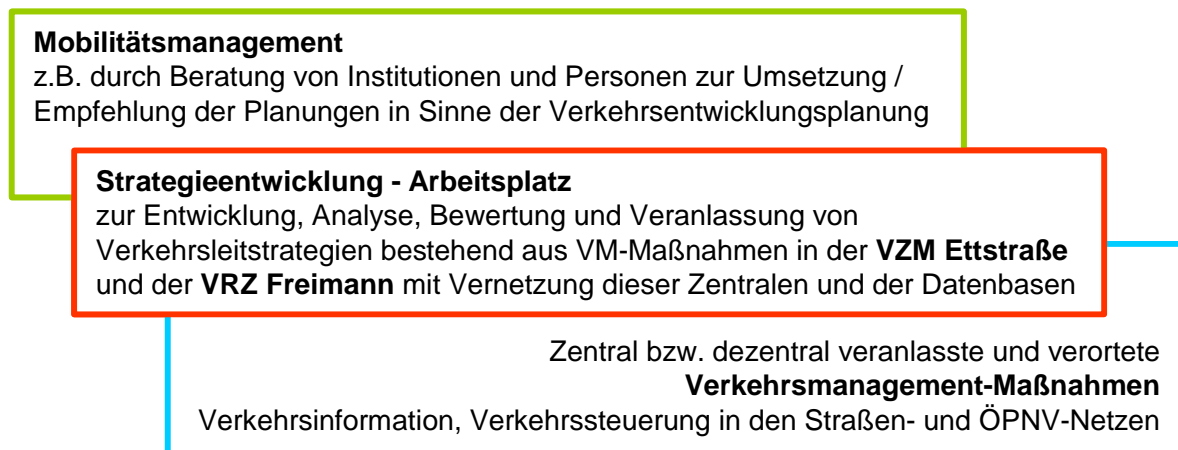 Mobilitätsmanagement
z.B. durch Beratung von Institutionen und Personen zur Umsetzung /
Empfehlung der Planungen in Sinne der Verkehrsentwicklungsplanung
Strategieentwicklung - Arbeitsplatz
zur Entwicklung, Analyse, Bewertung und Veranlassung von
Verkehrsleitstrategien bestehend aus VM-Maßnahmen in der VZM Ettstraße
und der VRZ Freimann mit Vernetzung dieser Zentralen und der Datenbasen
Zentral bzw. dezentral veranlasste und verortete
Verkehrsmanagement-Maßnahmen
Verkehrsinformation, Verkehrssteuerung in den Straßen- und ÖPNV-Netzen